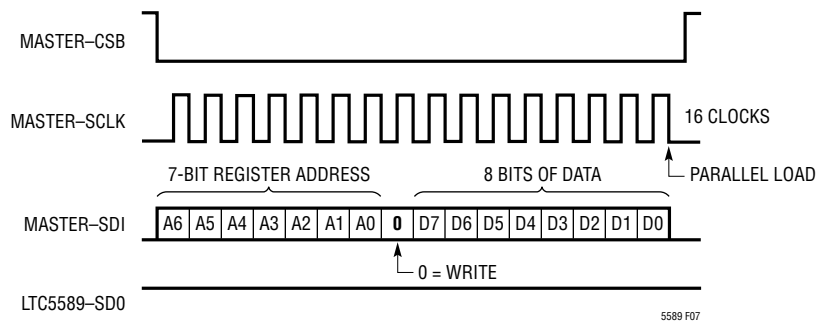 MASTER–CSB
MASTER–SCLK
16 CLOCKS
7-BIT REGISTER ADDRESS
8 BITS OF DATA
PARALLEL LOAD
MASTER–SDI
A6 A5 A4 A3 A2 A1 A0 0 D7 D6 D5 D4 D3 D2 D1 D0
0 = WRITE
LTC5589–SD0
5589 F07